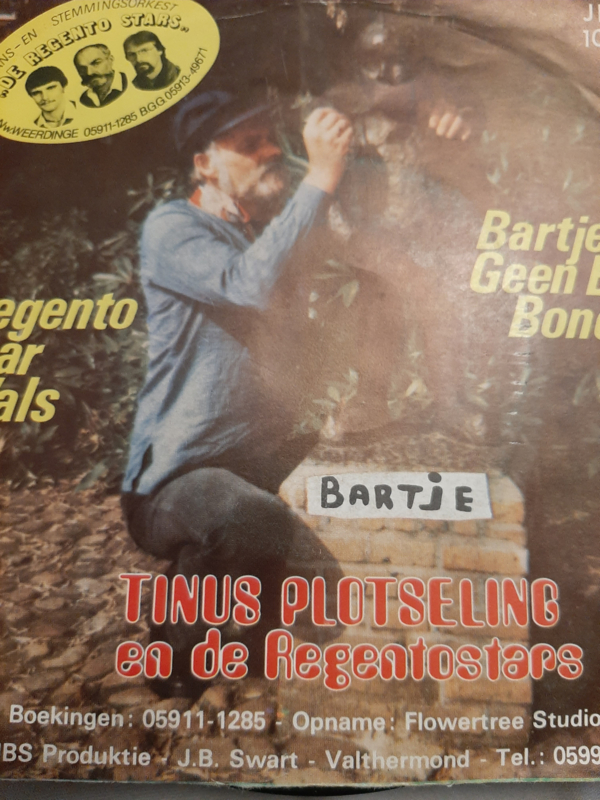 STEMMINGSORKEST
"DE REGENTO STARS"
WEERDINGE 05911-1285 B.G.G. 05913-49671
J
10
Bartje
Geen
Bon
egento
ar
als
BARTJE
TINUS PLOTSELING
en de Regentostars
Boekingen: 05911-1285 - Opname: Flowertree Studio
BS Produktie - J.B. Swart - Valthermond - Tel.: 0599